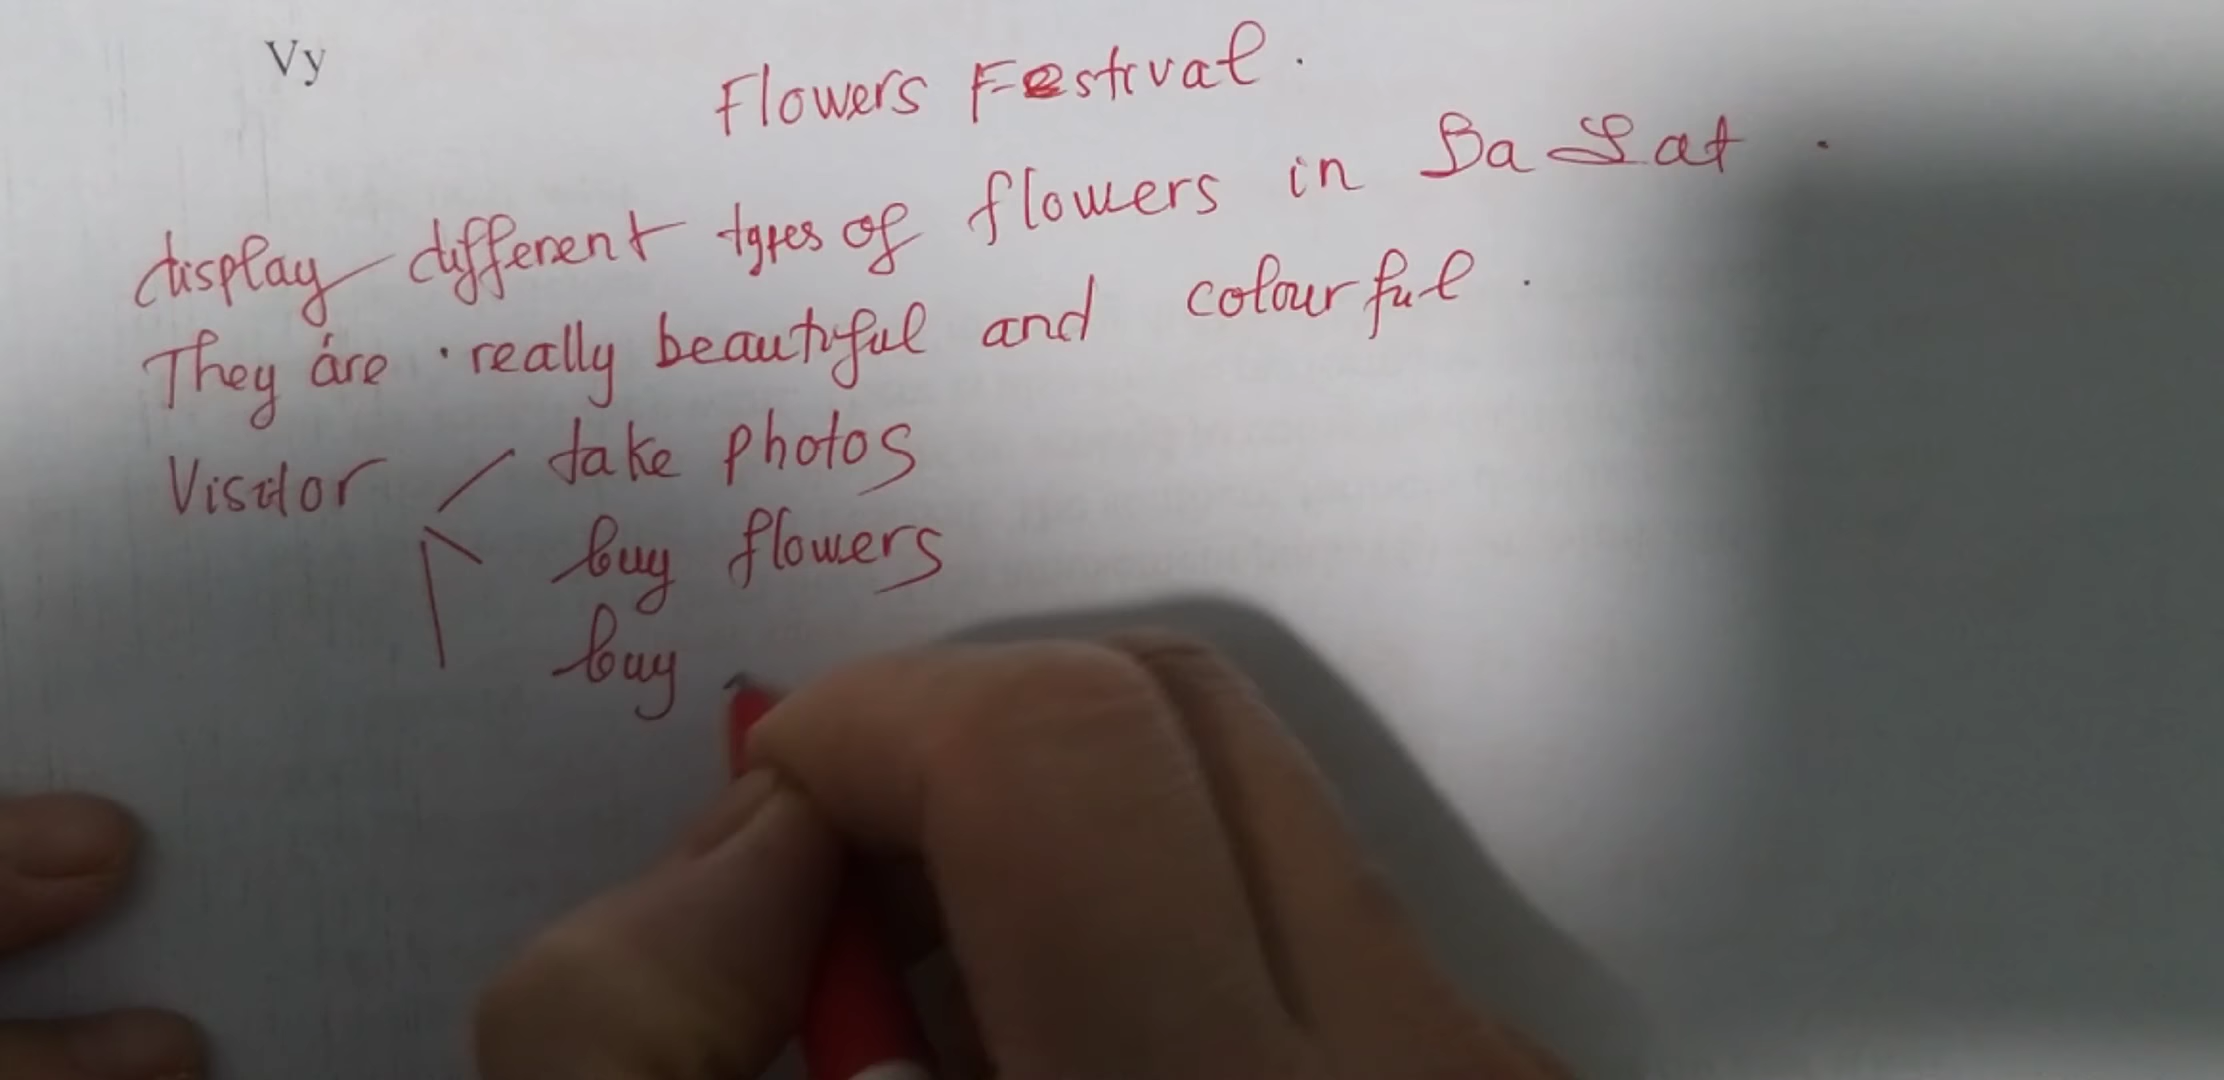 Vy
Flowers Festival.
display different types of flowers in Da Lat.
They are really beautiful and colourful.
Visitor take photos
buy flowers
buy